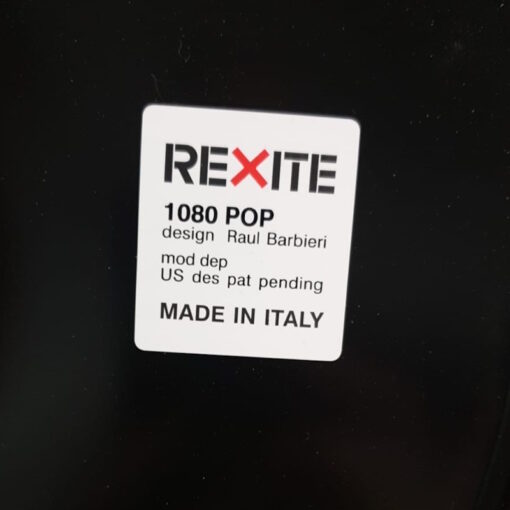 REXITE
1080 POP
design Raul Barbieri
mod dep
US des pat pending
MADE IN ITALY